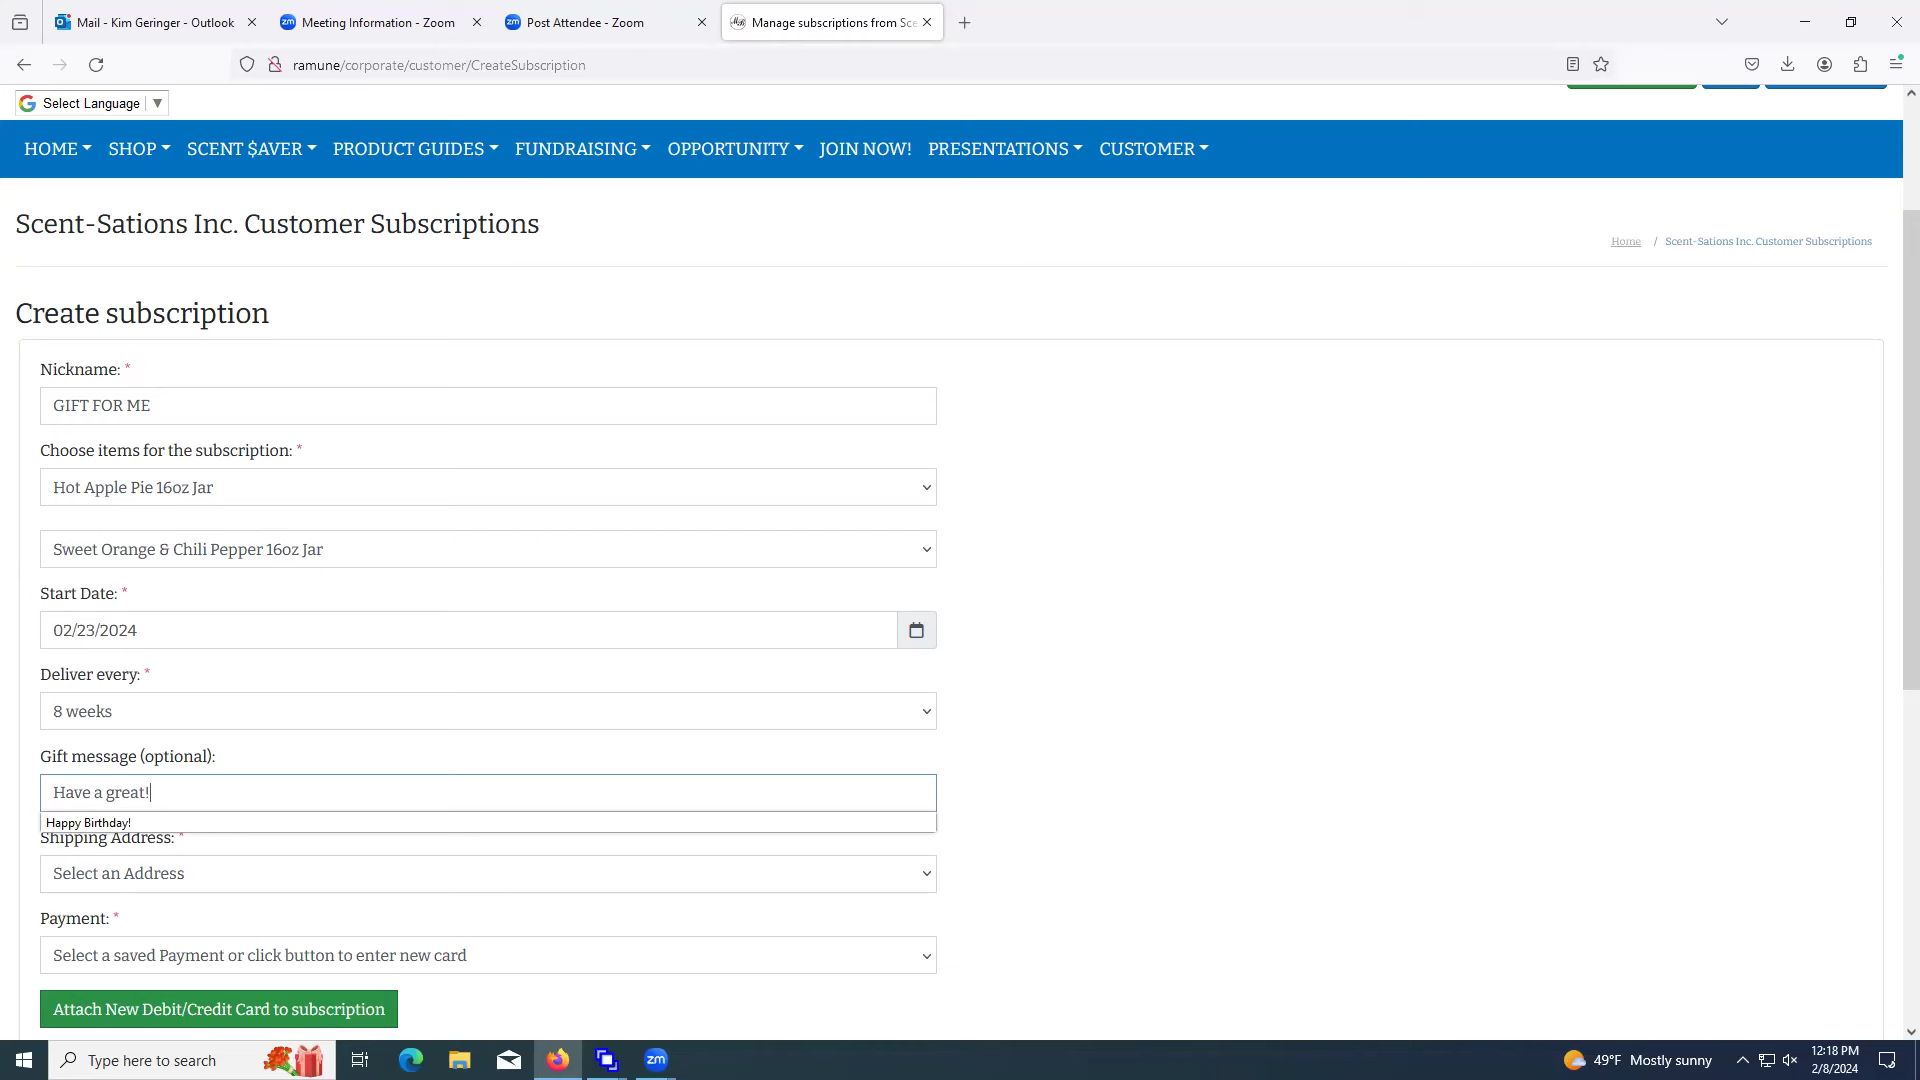 Mail - Kim Geringer - Outlook
Meeting Information - Zoom
Post Attendee - Zoom
Manage subscriptions from Sce
ramune/corporate/customer/CreateSubscription
Select Language ▼
HOME SHOP SCENT $AVER PRODUCT GUIDES FUNDRAISING OPPORTUNITY JOIN NOW! PRESENTATIONS CUSTOMER
Scent-Sations Inc. Customer Subscriptions
Home / Scent-Sations Inc. Customer Subscriptions
Create subscription
Nickname: *
GIFT FOR ME
Choose items for the subscription: *
Hot Apple Pie 16oz Jar
Sweet Orange & Chili Pepper 16oz Jar
Start Date: *
02/23/2024
Deliver every: *
8 weeks
Gift message (optional):
Have a great!
Happy Birthday!
Shipping Address: *
Select an Address
Payment: *
Select a saved Payment or click button to enter new card
Attach New Debit/Credit Card to subscription
Type here to search
zm
49°F Mostly sunny
12:18 PM
2/8/2024